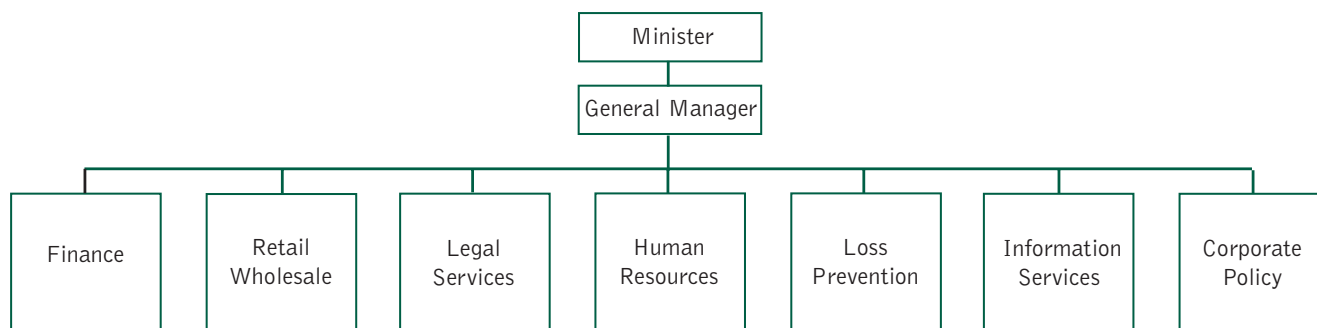 Minister
General Manager
Finance
Retail
Wholesale
Legal
Services
Human
Resources
Loss
Prevention
Information
Services
Corporate
Policy